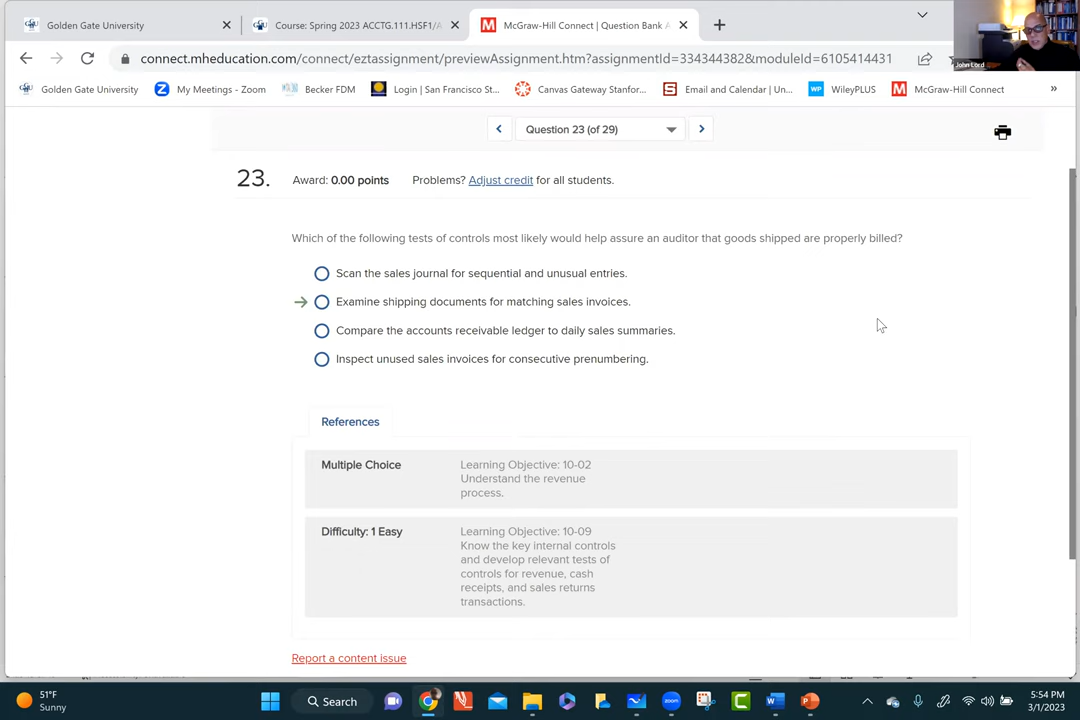 Golden Gate University
Course: Spring 2023 ACCTG.111.HSF1/A
McGraw-Hill Connect | Question Bank A
connect.mheducation.com/connect/eztassignment/previewAssignment.htm?assignmentId=334344382&moduleId=6105414431
John Lord
Golden Gate University
My Meetings - Zoom
Becker FDM
Login | San Francisco St...
Canvas Gateway Stanfor...
Email and Calendar | Un...
WileyPLUS
McGraw-Hill Connect
»
Question 23 (of 29)
23. Award: 0.00 points Problems? Adjust credit for all students.
Which of the following tests of controls most likely would help assure an auditor that goods shipped are properly billed?
Scan the sales journal for sequential and unusual entries.
Examine shipping documents for matching sales invoices.
Compare the accounts receivable ledger to daily sales summaries.
Inspect unused sales invoices for consecutive prenumbering.
References
Multiple Choice
Learning Objective: 10-02
Understand the revenue
process.
Difficulty: 1 Easy
Learning Objective: 10-09
Know the key internal controls
and develop relevant tests of
controls for revenue, cash
receipts, and sales returns
transactions.
Report a content issue
51°F
Sunny
Search
5:54 PM
3/1/2023